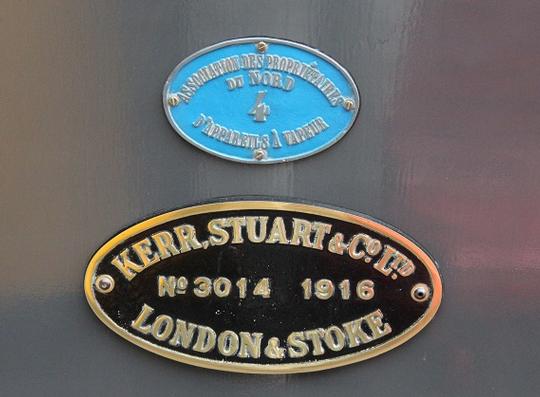 ASSOCIATION DES PROPRIÉTAIRES
DU NORD
4
D'APPAREILS À VAPEUR
KERR, STUART & Co. LTD
No 3014 1916
LONDON & STOKE